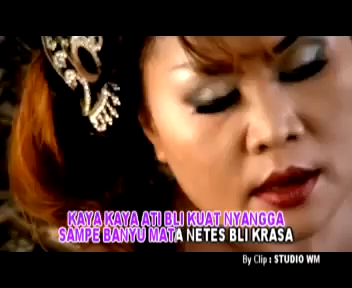 KAYA KAYA ATI BLI KUAT NYANGGA
SAMPE BANYU MATA NETES BLI KRASA
By Clip : STUDIO WM